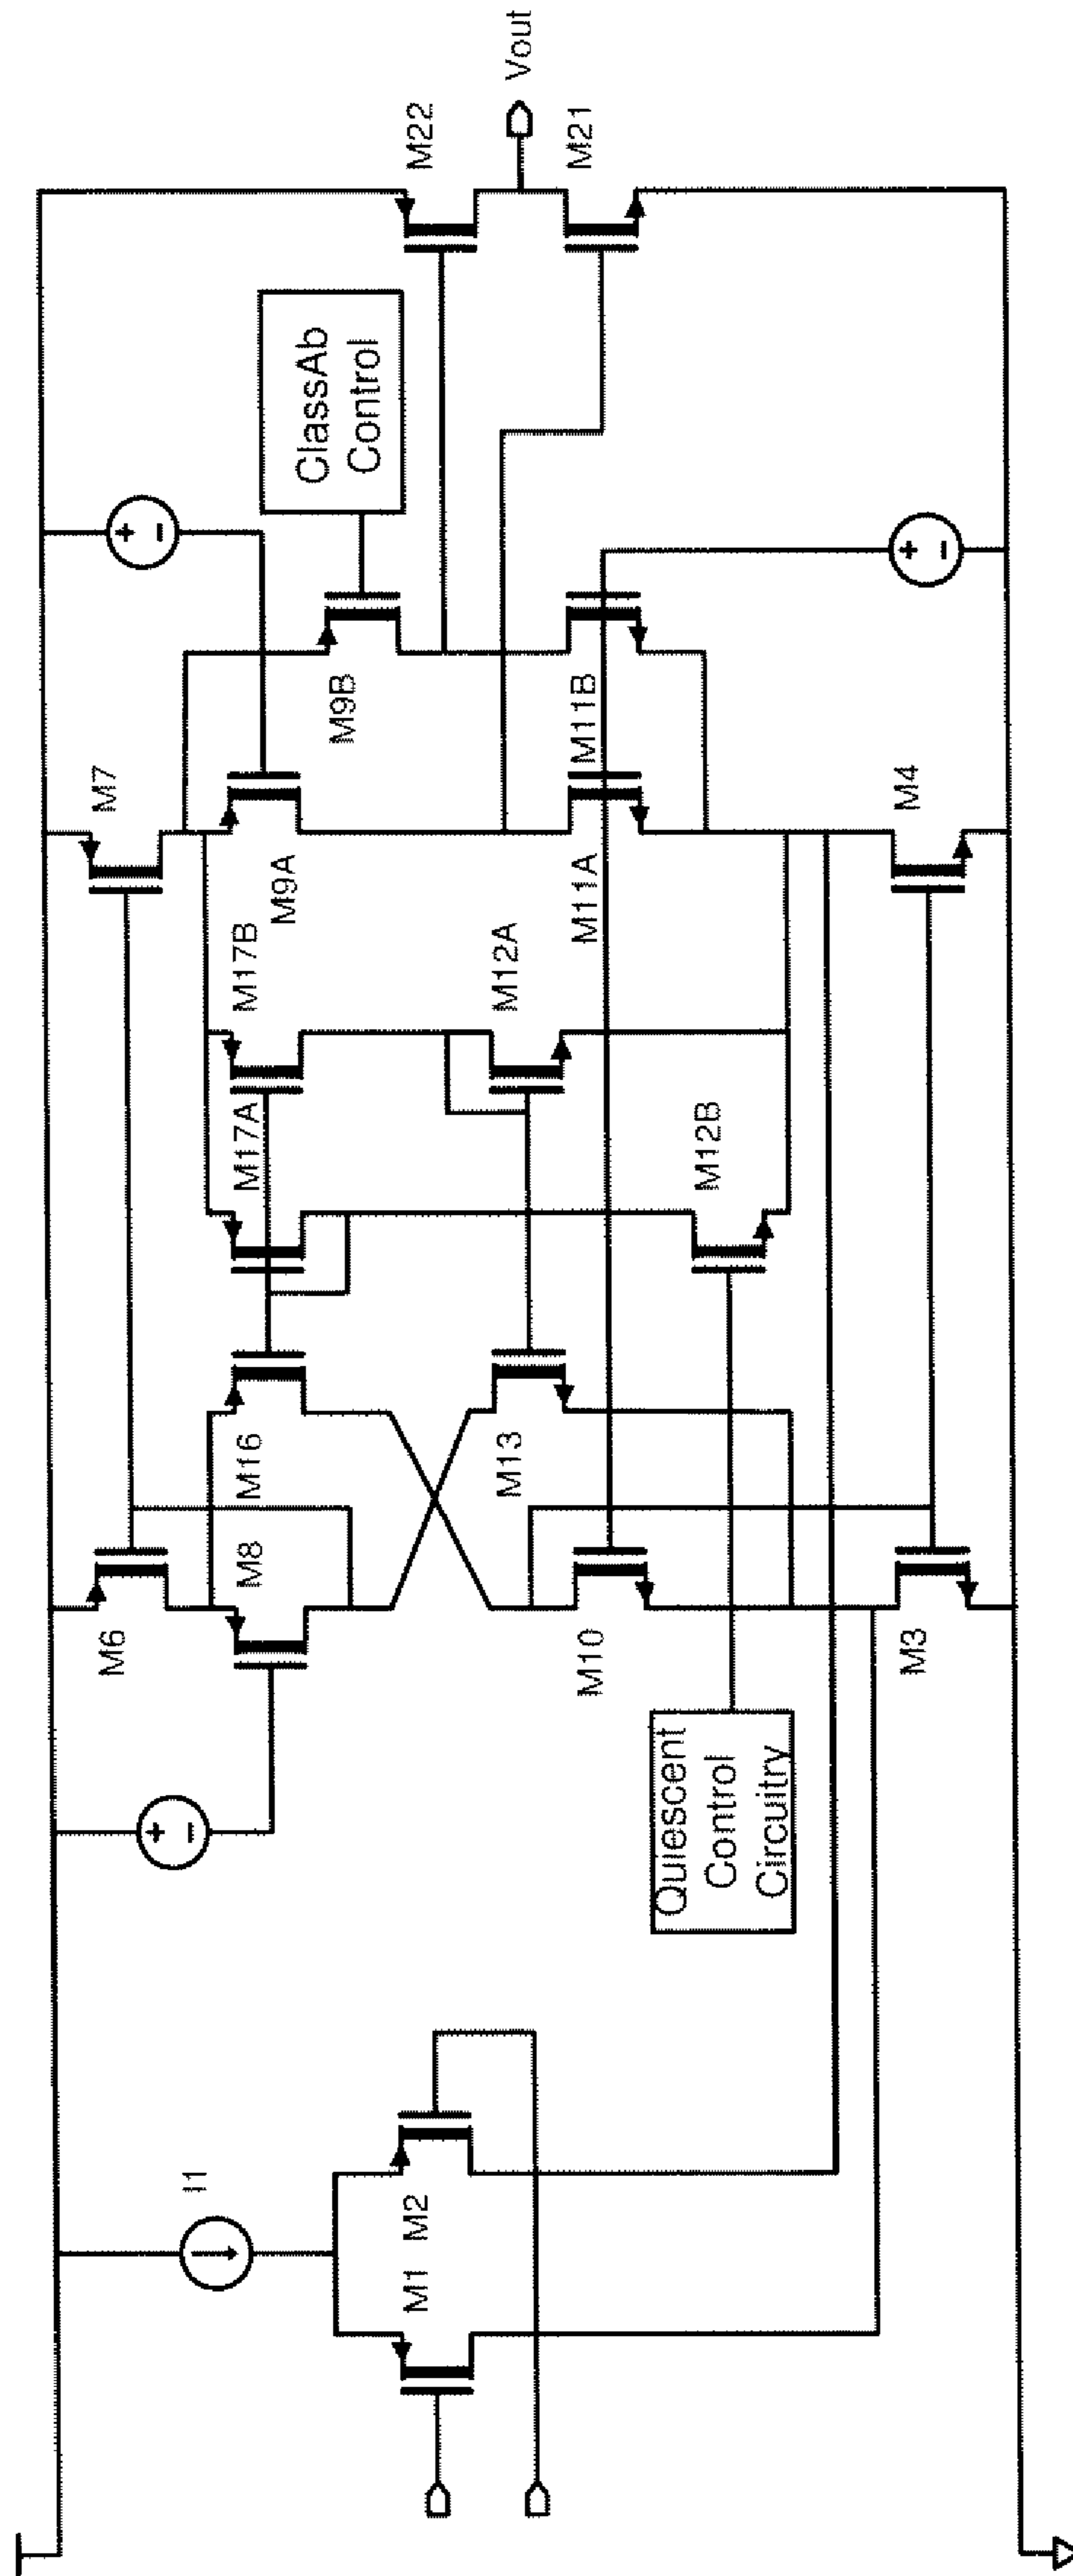 I1
M1
M2
M6
M8
M16
M13
M10
M3
Quiescent
Control
Circuitry
M17A
M17B
M12A
M12B
M7
M9A
M9B
M11A
M11B
M4
ClassAb
Control
M22
M21
Vout
+
-
+
-
+
-